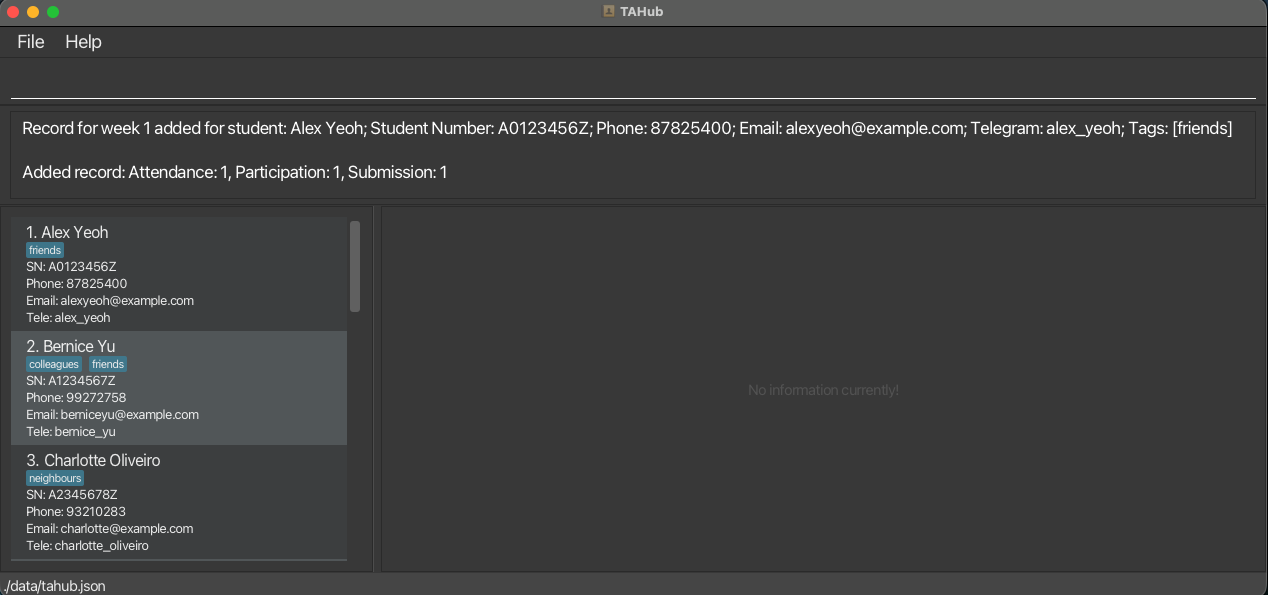 TAHub
File Help
Record for week 1 added for student: Alex Yeoh; Student Number: A0123456Z; Phone: 87825400; Email: alexyeoh@example.com; Telegram: alex_yeoh; Tags: [friends]
Added record: Attendance: 1, Participation: 1, Submission: 1
1. Alex Yeoh
friends
SN: A0123456Z
Phone: 87825400
Email: alexyeoh@example.com
Tele: alex_yeoh
2. Bernice Yu
colleagues friends
SN: A1234567Z
Phone: 99272758
Email: berniceyu@example.com
Tele: bernice_yu
3. Charlotte Oliveiro
neighbours
SN: A2345678Z
Phone: 93210283
Email: charlotte@example.com
Tele: charlotte_oliveiro
No information currently!
./data/tahub.json